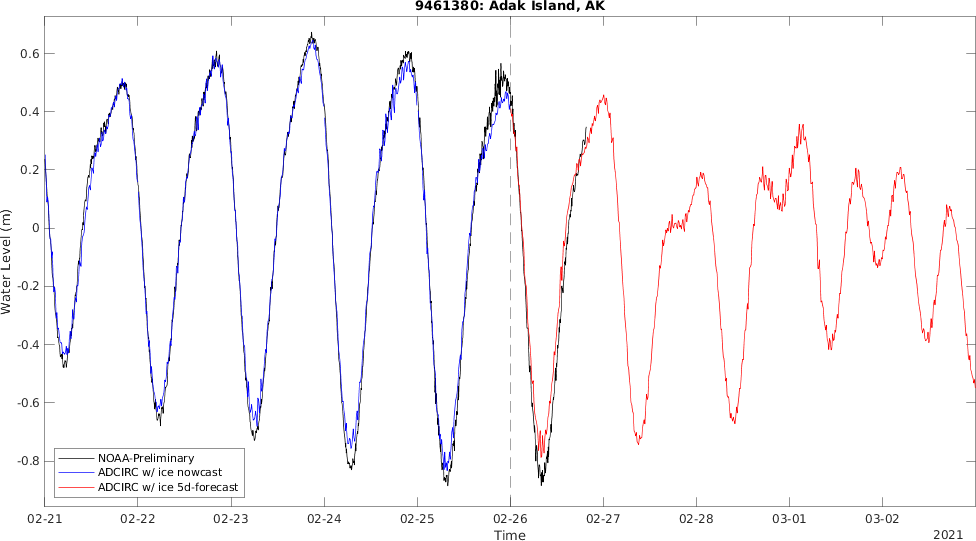 9461380: Adak Island, AK
Water Level (m)
0.6
0.4
0.2
0
-0.2
-0.4
-0.6
-0.8
NOAA-Preliminary
ADCIRC w/ ice nowcast
ADCIRC w/ ice 5d-forecast
02-21 02-22 02-23 02-24 02-25 02-26 02-27 02-28 03-01 03-02
Time
2021